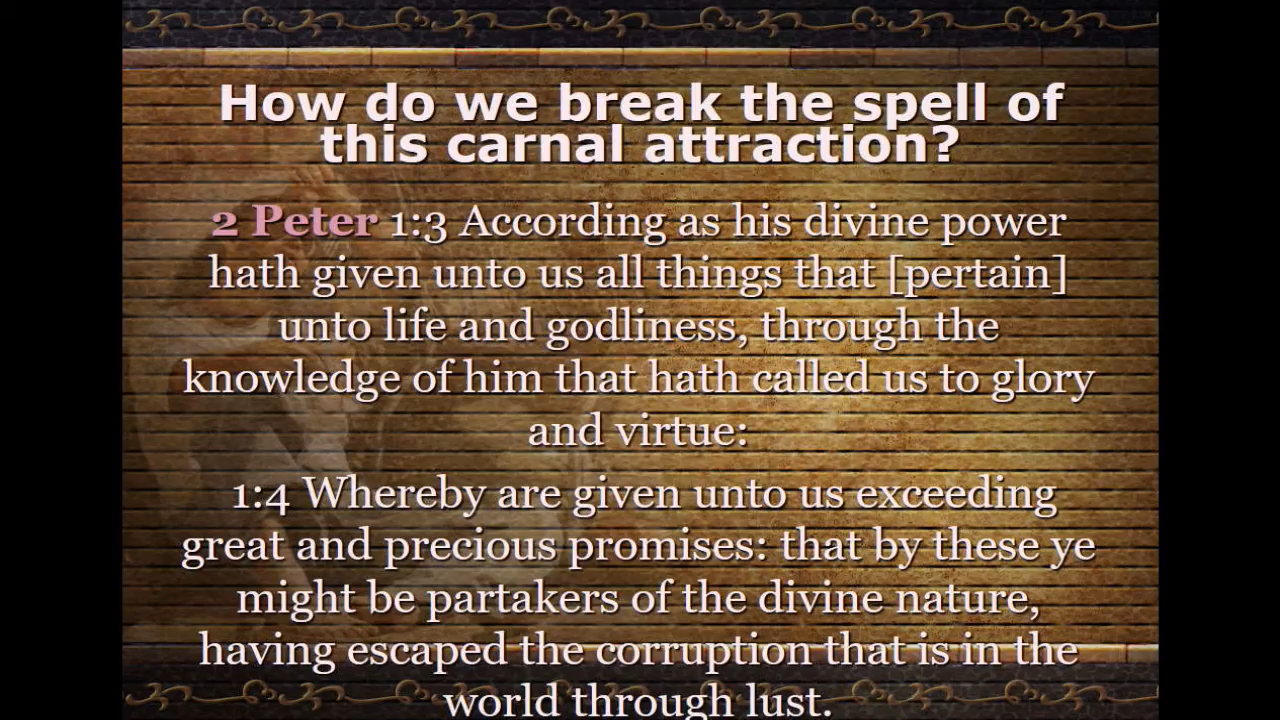 How do we break the spell of
this carnal attraction?
2 Peter 1:3 According as his divine power
hath given unto us all things that [pertain]
unto life and godliness, through the
knowledge of him that hath called us to glory
and virtue:
1:4 Whereby are given unto us exceeding
great and precious promises: that by these ye
might be partakers of the divine nature,
having escaped the corruption that is in the
world through lust.